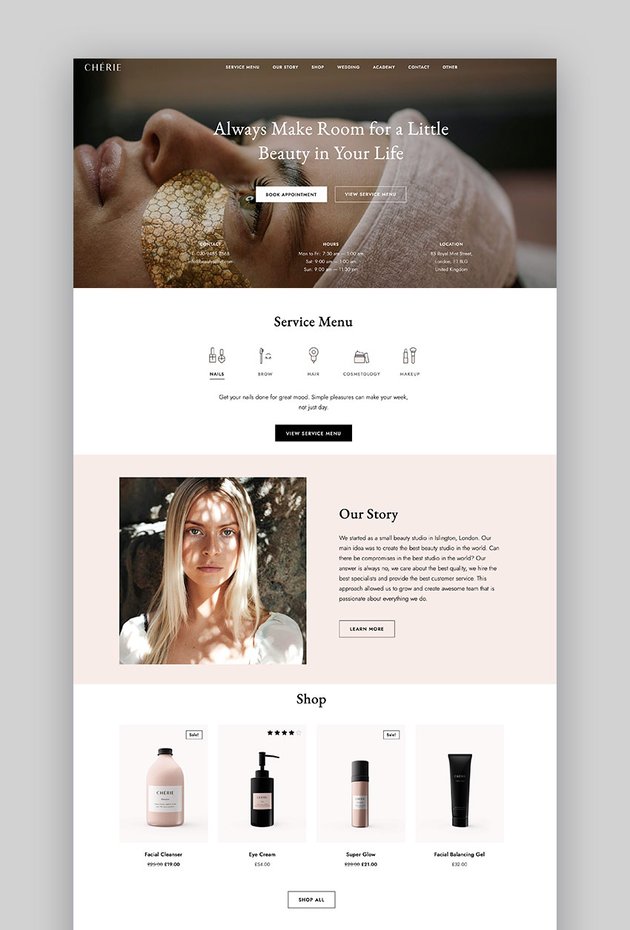 CHÉRIE
SERVICE MENU OUR STORY SHOP WEDDING ACADEMY CONTACT OTHER
Always Make Room for a Little
Beauty in Your Life
BOOK APPOINTMENT VIEW SERVICE MENU
CONTACT HOURS LOCATION
Mon to Fri: 7:30 am — 1:00 am 85 Royal Mint Street,
Sat: 9:00 am — 1:00 am London, E1 8LG
Sun: 9:00 am — 11:30 pm United Kingdom
Service Menu
NAILS BROW HAIR COSMETOLOGY MAKEUP
Get your nails done for great mood. Simple pleasures can make your week,
not just day.
VIEW SERVICE MENU
Our Story
We started as a small beauty studio in Islington, London. Our
main idea was to create the best beauty studio in the world. Can
there be compromises in the best studio in the world? Our
answer is always no, we care about the best quality, we hire the
best specialists and provide the best customer service. This
approach allowed us to grow and create awesome team that is
passionate about everything we do.
LEARN MORE
Shop
Sale! Sale!
CHÉRIE CHÉRIE CHÉRIE
Facial Cleanser Eye Cream Super Glow Facial Balancing Gel
£25.00 £19.00 £54.00 £28.00 £21.00 £32.00
SHOP ALL